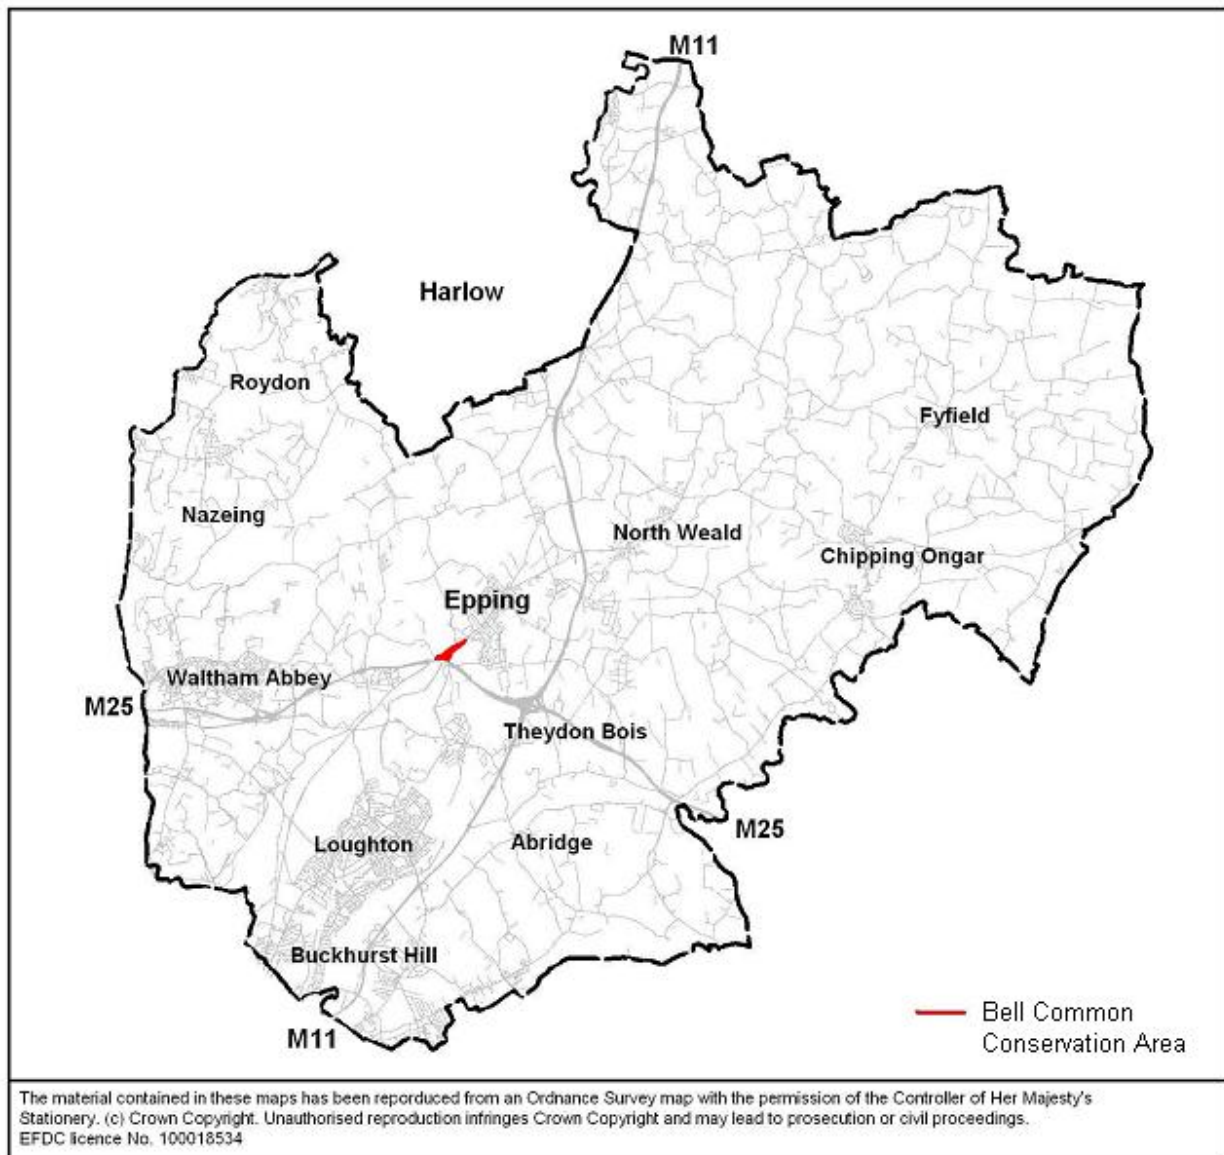 M11
Harlow
Roydon
Fyfield
Nazeing
North Weald
Chipping Ongar
Epping
Waltham Abbey
M25
Theydon Bois
M25
Loughton
Abridge
Buckhurst Hill
M11
Bell Common
Conservation Area
The material contained in these maps has been reporduced from an Ordnance Survey map with the permission of the Controller of Her Majesty's
Stationery. (c) Crown Copyright. Unauthorised reproduction infringes Crown Copyright and may lead to prosecution or civil proceedings.
EFDC licence No. 100018534